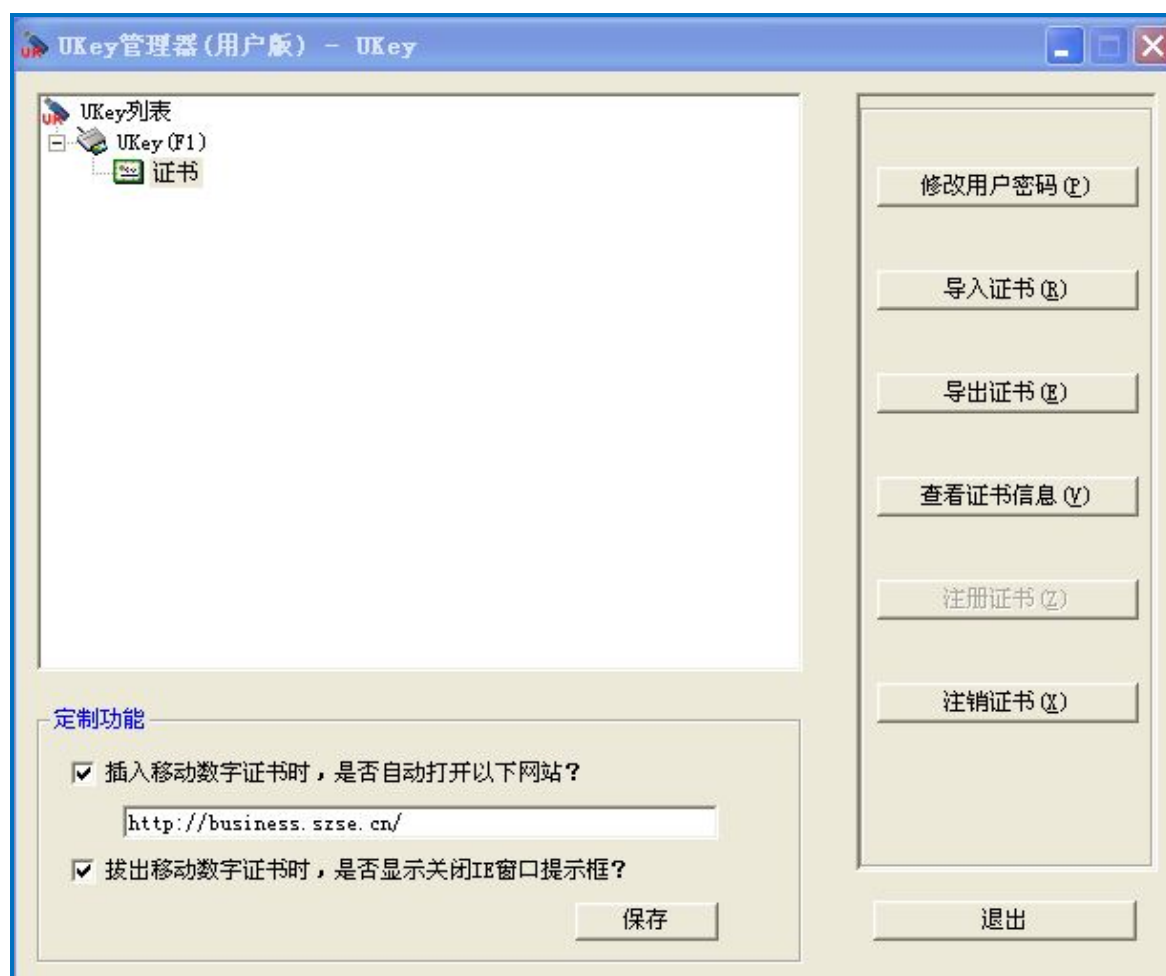 UKey管理器(用户版) - UKey
UKey列表
UKey(F1)
证书
修改用户密码(P)
导入证书(R)
导出证书(E)
查看证书信息(V)
注册证书(Z)
注销证书(X)
定制功能
插入移动数字证书时，是否自动打开以下网站？
http://business.szse.cn/
拔出移动数字证书时，是否显示关闭IE窗口提示框？
保存
退出